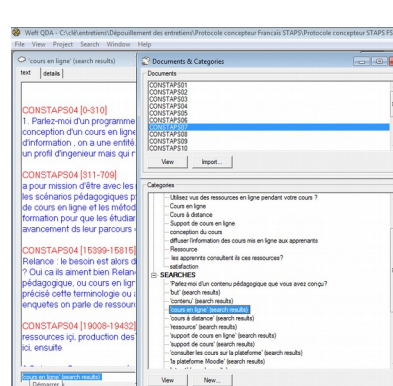 Weft QDA - C:\clé\entretiens\Dépouillement des entretiens\Protocole concepteur Francais STAPS\Protocole concepteur STAPS FS
File View Project Search Window Help
'cours en ligne' (search results)
text details
CONSTAPS04 [0-310]
1. Parlez-moi d'un programme
conception d'un cours en ligne
d'information , on a une entité
un profil d'ingenieur mais qui r
CONSTAPS04 [311-709]
a pour mission d'être avec les
les scénarios pédagogiques p
de cours en ligne et les métod
formation pour que les étudiar
avancement ds leur parcours
CONSTAPS04 [15399-15815]
Relance : le besoin est alors d
? Oui ca ils aiment bien Relan
pédagogique, ou cours en ligr
précisé cette terminologie ou
enquetes on parle de ressour
CONSTAPS04 [19008-19432]
ressources içi, production des
ici, ensuite
'cours en ligne' (search results)
Démarrer
Documents & Categories
Documents
CONSTAPS01
CONSTAPS02
CONSTAPS03
CONSTAPS04
CONSTAPS05
CONSTAPS06
CONSTAPS07
CONSTAPS08
CONSTAPS09
CONSTAPS10
View Import...
Categories
Utilisez vus des ressources en ligne pendant votre cours ?
Cours en ligne
Cours à distance
Support de cours en ligne
conception du cours
diffuser l'information des cours mis en ligne aux apprenants
Ressource
les apprennts consultent ils ces ressources?
satisfaction
SEARCHES
'Parlez-moi d'un contenu pédagogique que vous avez conçu?
'but' (search results)
'contenu' (search results)
'cours en ligne' (search results)
'cours à distance' (search results)
'ressource' (search results)
'support de cours en ligne' (search results)
'support de cours' (search results)
'consulter les cours sur la plateforme' (search results)
'la plateforme Moodle' (search results)
View New...